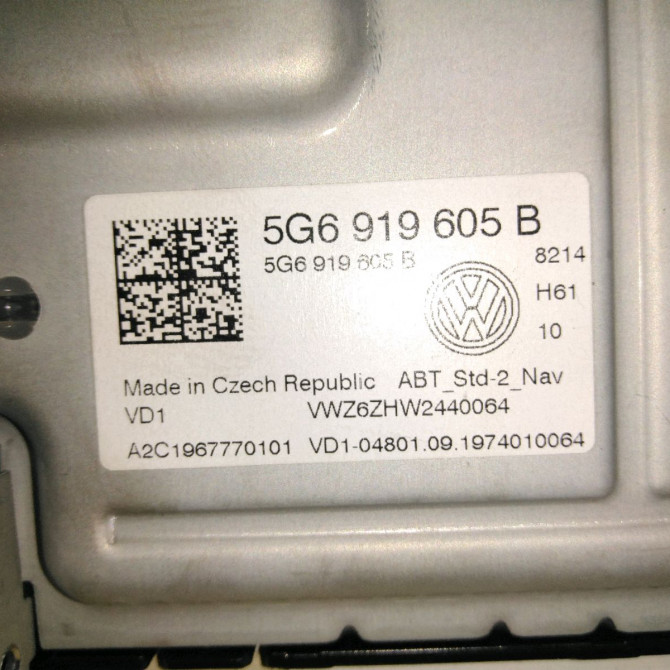 5G6 919 605 B
5G6 919 605 B
8214
H61
10
Made in Czech Republic ABT_Std-2_Nav
VD1 VWZ6ZHW2440064
A2C1967770101 VD1-04801.09.1974010064